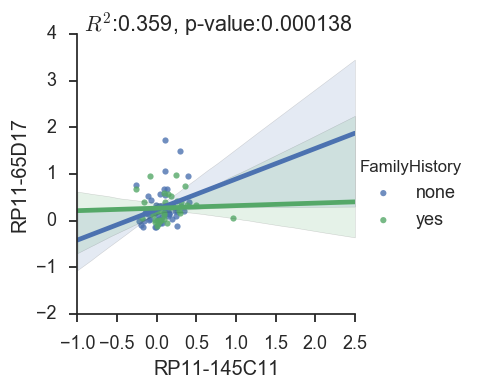 R²:0.359, p-value:0.000138
4
3
2
1
0
−1
−2
RP11-65D17
−1.0 −0.5 0.0 0.5 1.0 1.5 2.0 2.5
RP11-145C11
FamilyHistory
none
yes